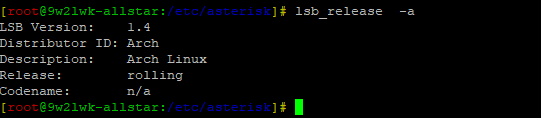 [root@9w2lwk-allstar:/etc/asterisk]# lsb_release  -a
LSB Version:    1.4
Distributor ID: Arch
Description:    Arch Linux
Release:        rolling
Codename:       n/a
[root@9w2lwk-allstar:/etc/asterisk]#